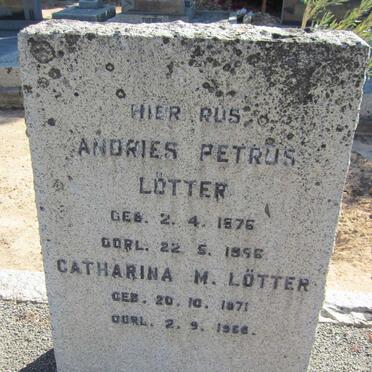 HIER RUS
ANDRIES PETRUS
LÖTTER
GEB. 2. 4. 1876
OORL. 22. 5. 1956
CATHARINA M. LÖTTER
GEB. 20. 10. 1871
OORL. 2. 9. 1966.